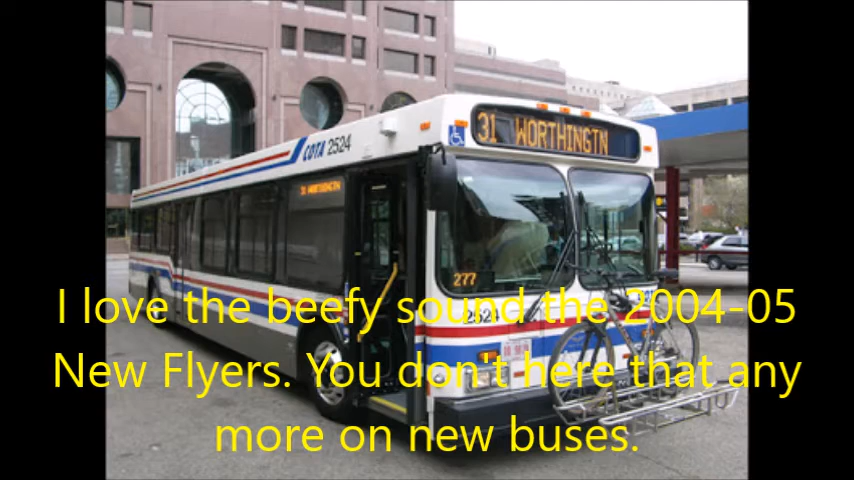 31 WORTHINGTN
COTA 2524
31 WORTHINGTN
277
2524
I love the beefy sound the 2004-05
New Flyers. You don't here that any
more on new buses.